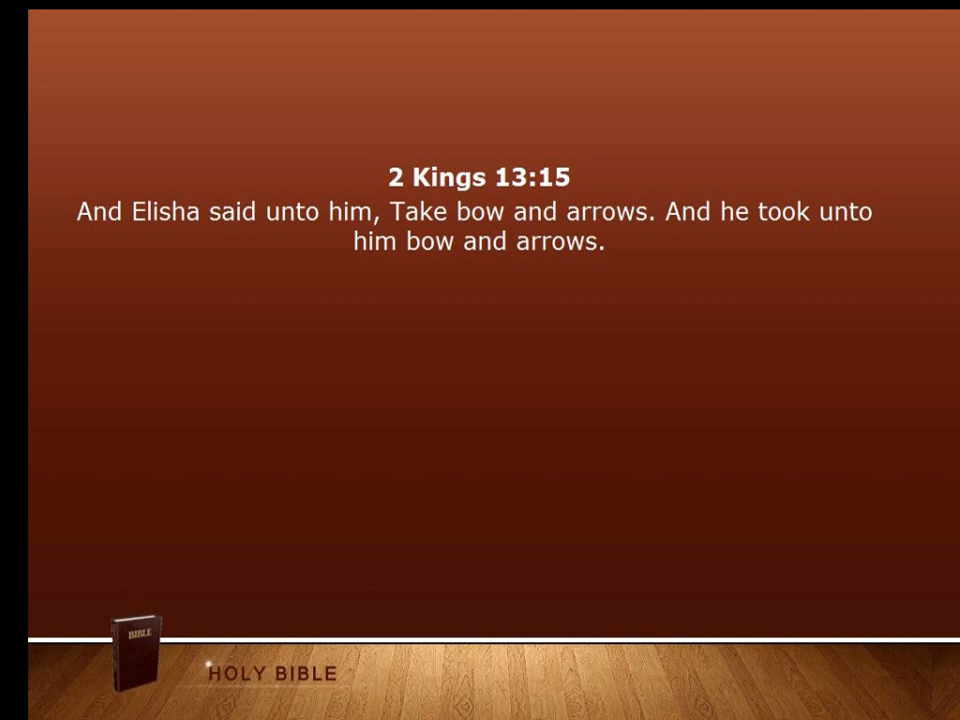 2 Kings 13:15
And Elisha said unto him, Take bow and arrows. And he took unto
him bow and arrows.
BIBLE
HOLY BIBLE